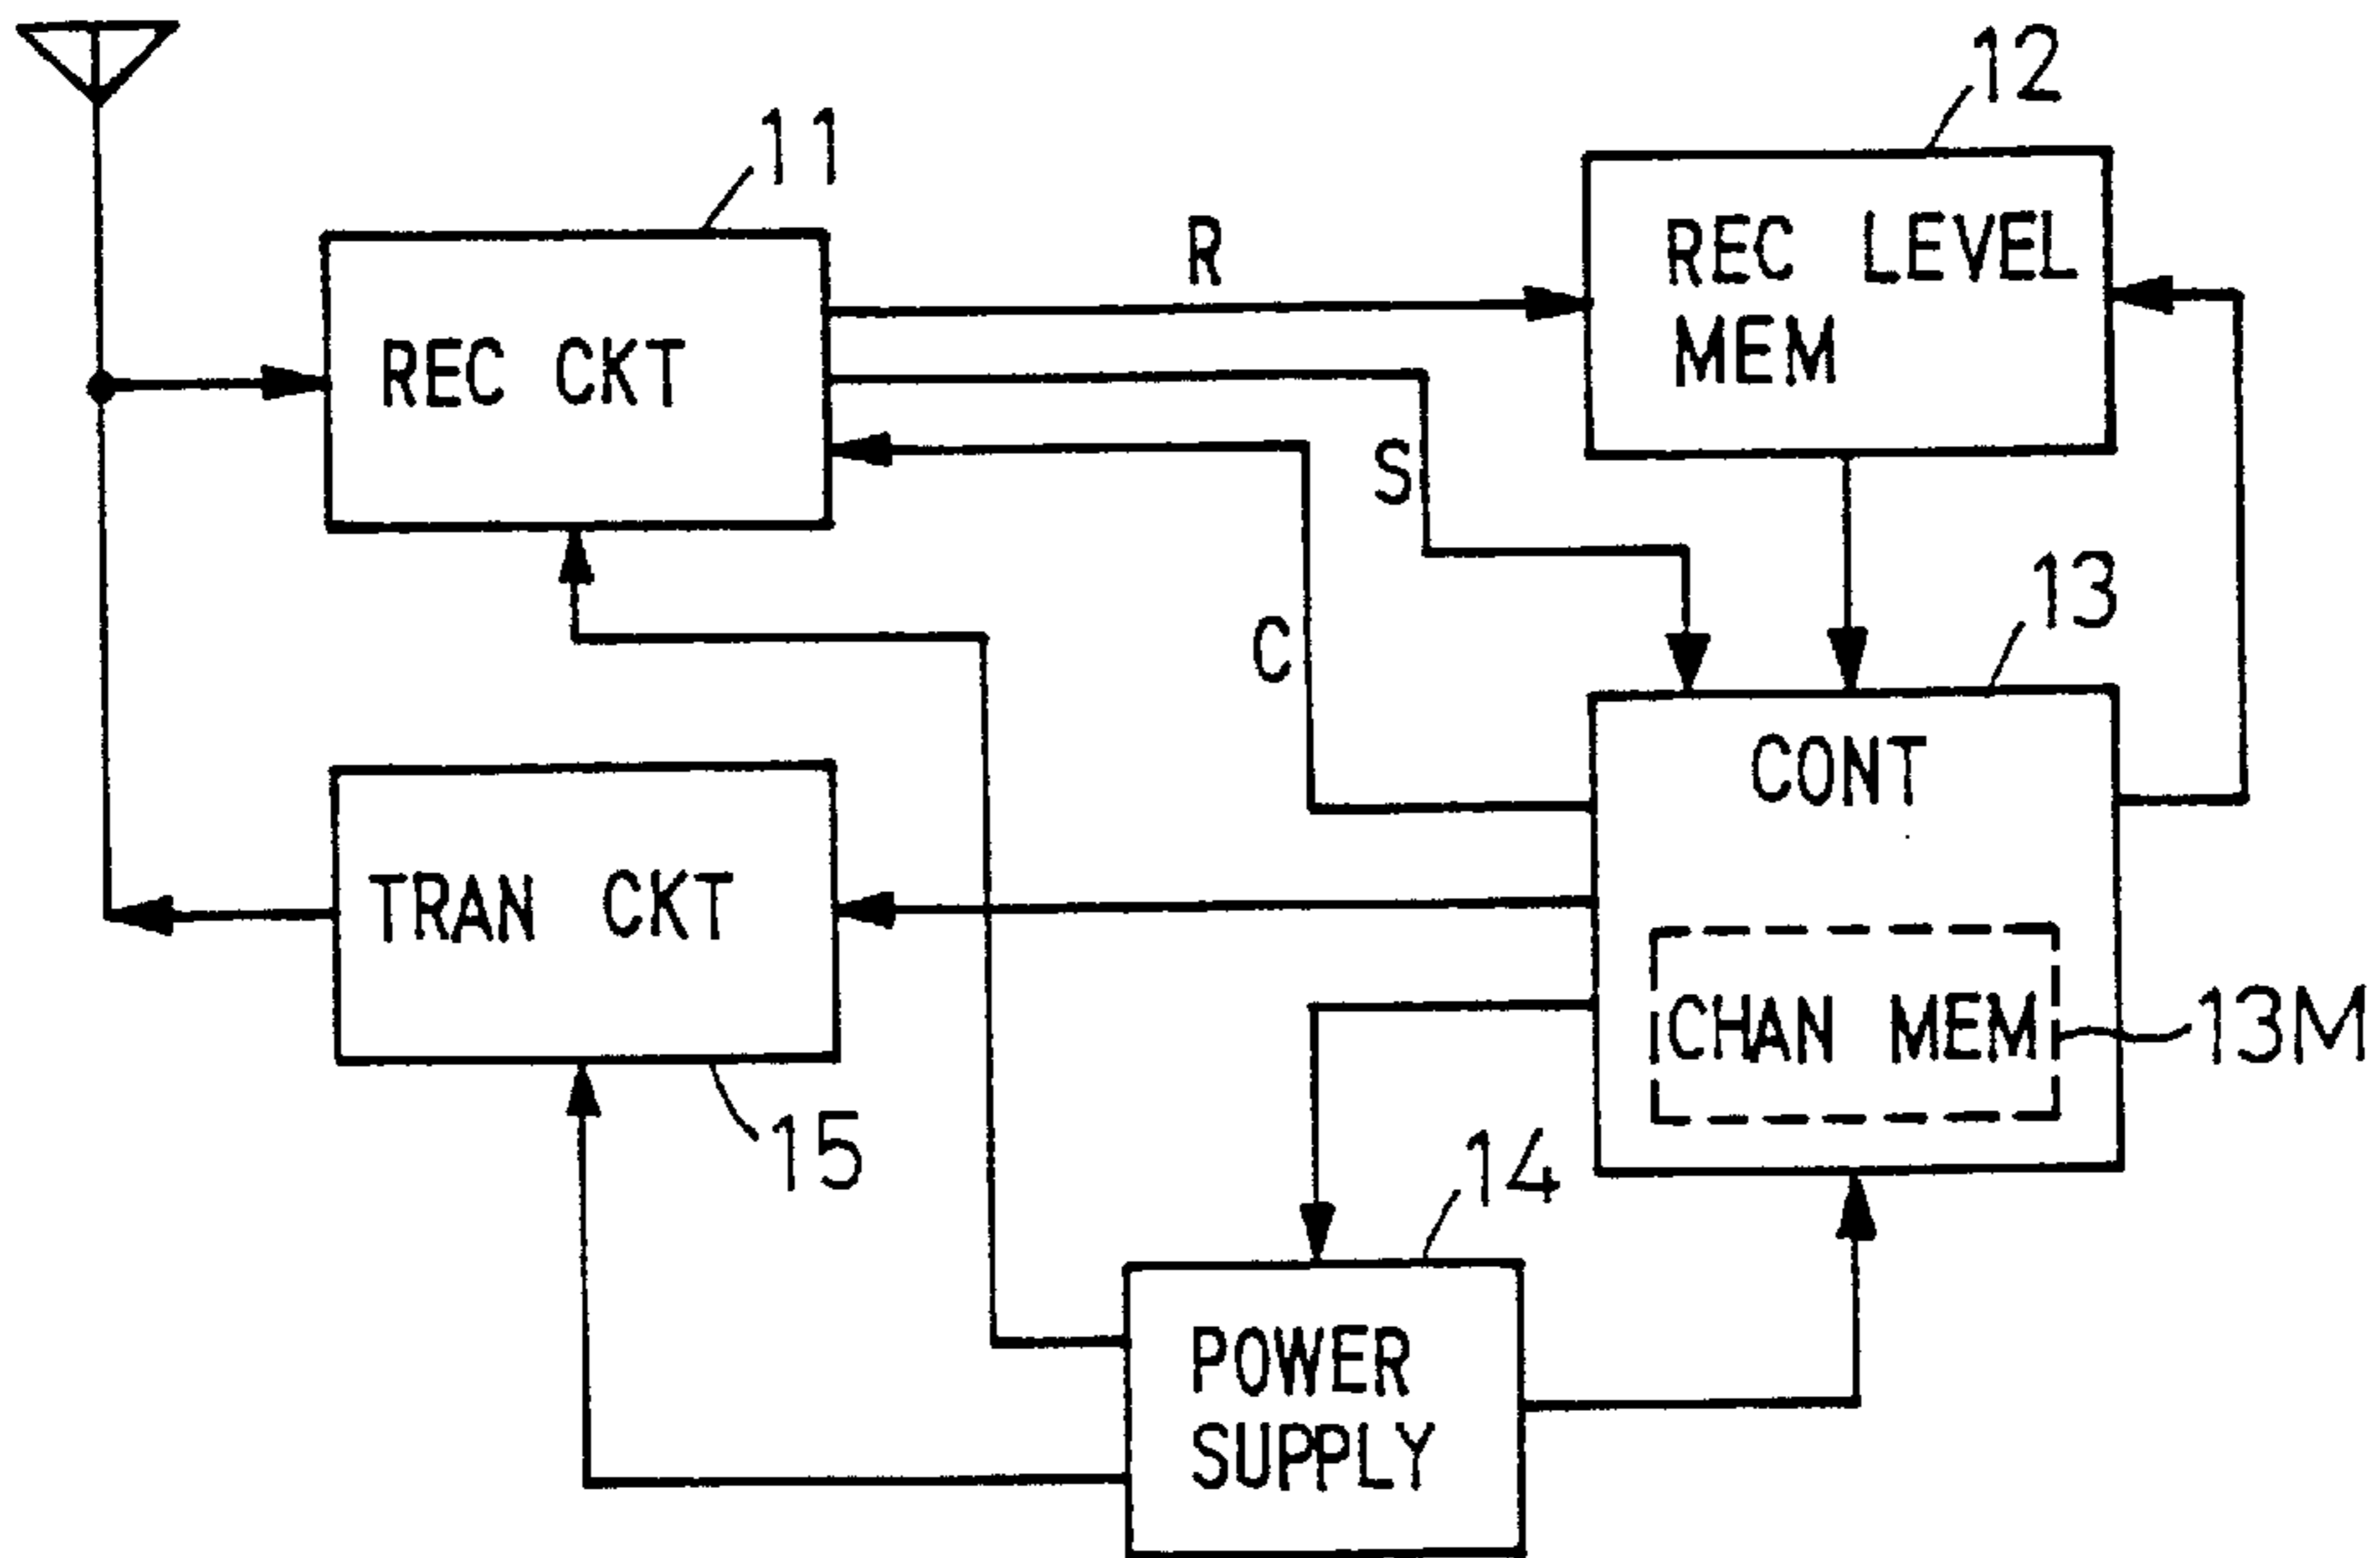 12
11
REC LEVEL
MEM
R
REC CKT
S
13
C
CONT
TRAN CKT
CHAN MEM
13M
15
14
POWER
SUPPLY